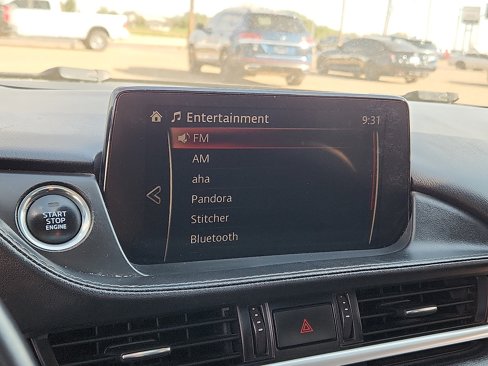 Entertainment 9:31
FM
AM
aha
Pandora
Stitcher
Bluetooth
START
STOP
ENGINE